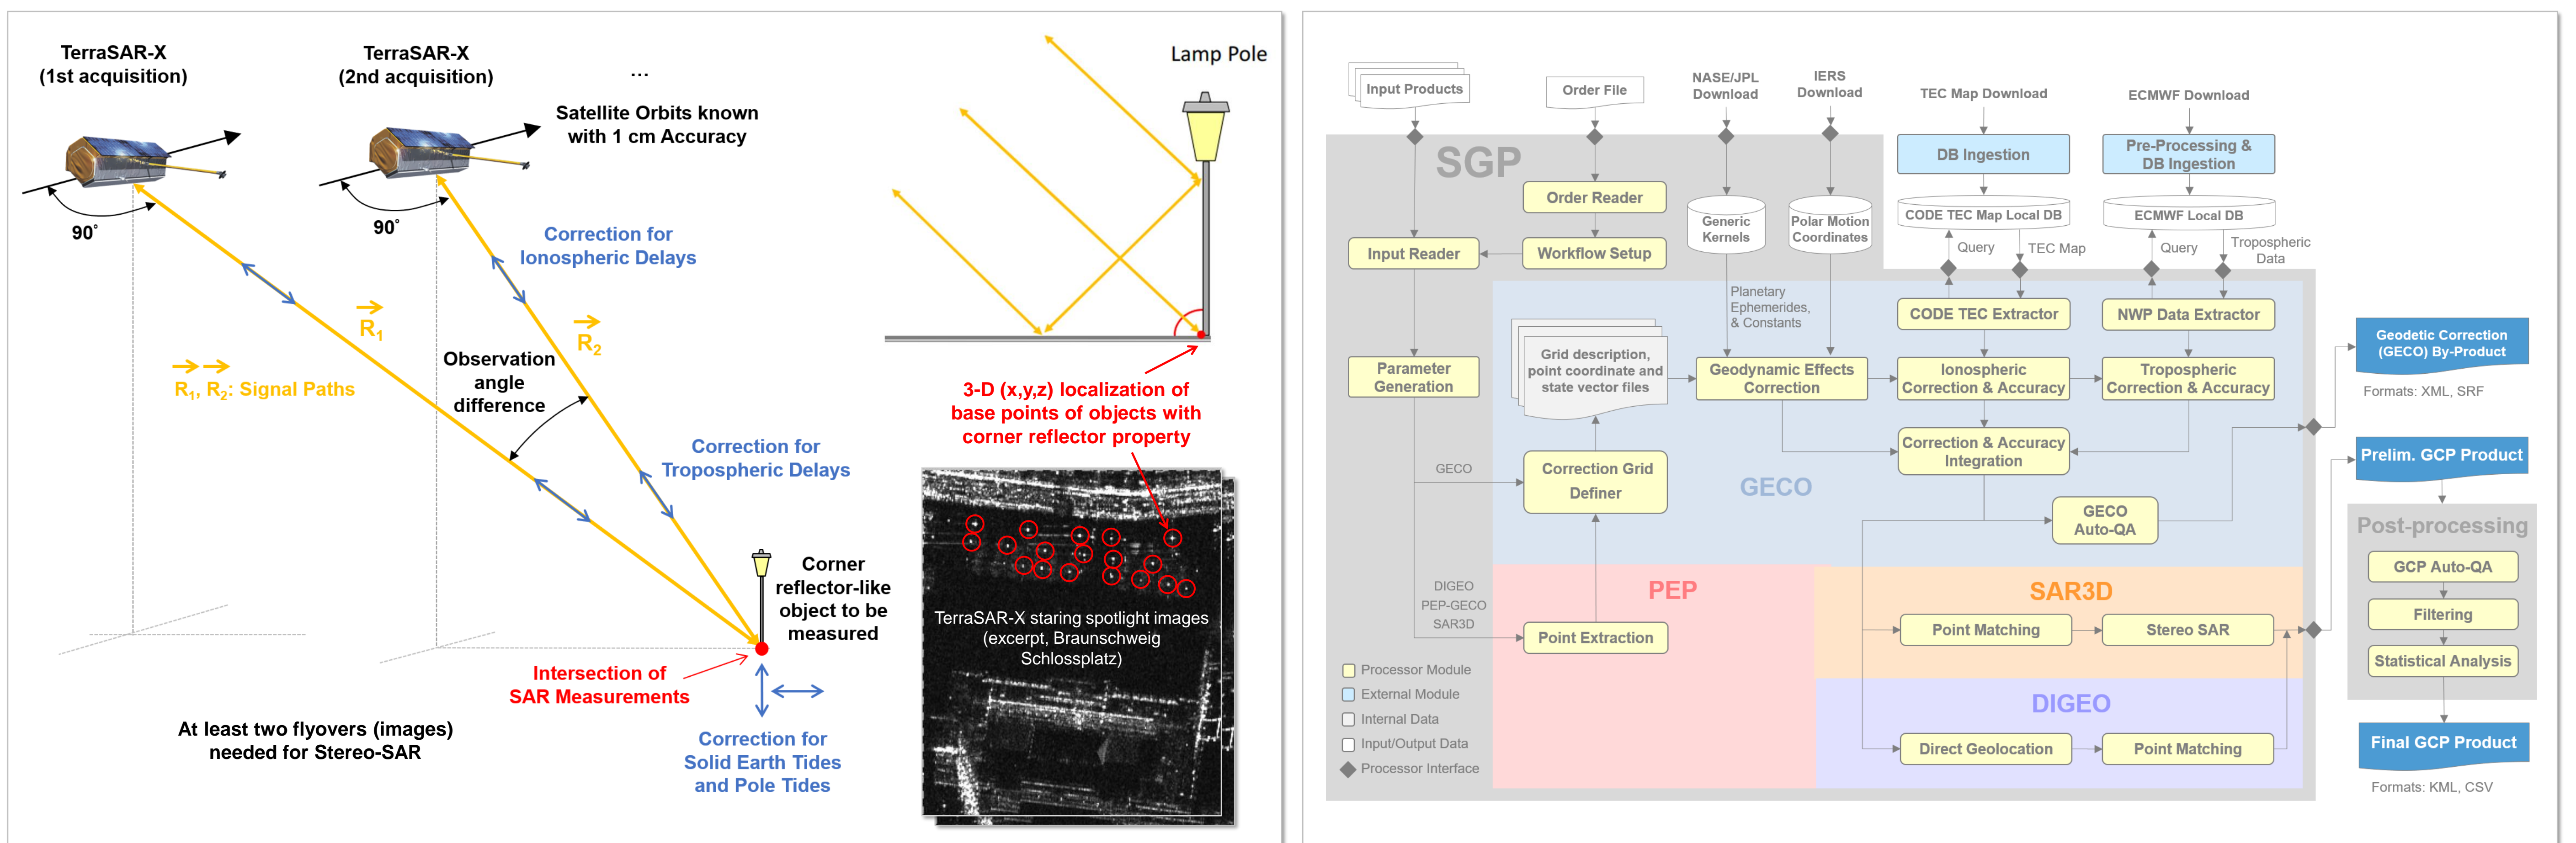 TerraSAR-X
(1st acquisition)
TerraSAR-X
(2nd acquisition)
...
Satellite Orbits known
with 1 cm Accuracy
90°
90°
Correction for
Ionospheric Delays
R1
R2
R1, R2: Signal Paths
Observation
angle
difference
Correction for
Tropospheric Delays
Corner
reflector-like
object to be
measured
Intersection of
SAR Measurements
At least two flyovers (images)
needed for Stereo-SAR
Correction for
Solid Earth Tides
and Pole Tides
Lamp Pole
3-D (x,y,z) localization of
base points of objects with
corner reflector property
TerraSAR-X staring spotlight images
(excerpt, Braunschweig
Schlossplatz)
Input Products
Order File
NASE/JPL
Download
IERS
Download
TEC Map Download
ECMWF Download
SGP
DB Ingestion
Pre-Processing &
DB Ingestion
Order Reader
Generic
Kernels
Polar Motion
Coordinates
CODE TEC Map Local DB
ECMWF Local DB
Input Reader
Workflow Setup
Query
TEC Map
Query
Tropospheric
Data
Planetary
Ephemerides,
& Constants
CODE TEC Extractor
NWP Data Extractor
Parameter
Generation
Grid description,
point coordinate and
state vector files
Geodynamic Effects
Correction
Ionospheric
Correction & Accuracy
Tropospheric
Correction & Accuracy
Geodetic Correction
(GECO) By-Product
Formats: XML, SRF
Correction & Accuracy
Integration
GECO
Correction Grid
Definer
GECO
GECO
Auto-QA
Prelim. GCP Product
Post-processing
GCP Auto-QA
Filtering
Statistical Analysis
DIGEO
PEP-GECO
SAR3D
PEP
Point Extraction
SAR3D
Point Matching
Stereo SAR
DIGEO
Direct Geolocation
Point Matching
Final GCP Product
Formats: KML, CSV
Processor Module
External Module
Internal Data
Input/Output Data
Processor Interface